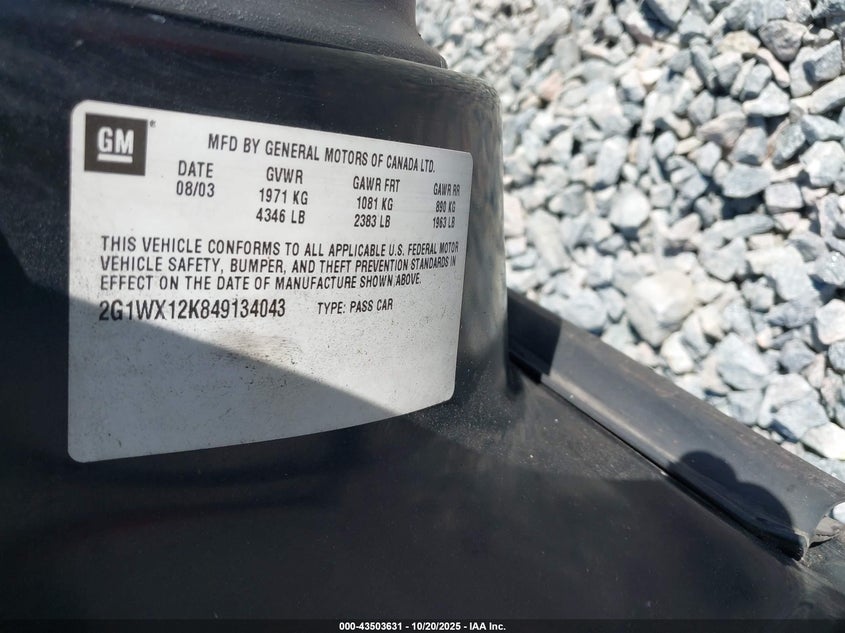 GM
MFD BY GENERAL MOTORS OF CANADA LTD.
DATE GVWR GAWR FRT GAWR RR
08/03 1971 KG 1081 KG 890 KG
4346 LB 2383 LB 1963 LB
THIS VEHICLE CONFORMS TO ALL APPLICABLE U.S. FEDERAL MOTOR
VEHICLE SAFETY, BUMPER, AND THEFT PREVENTION STANDARDS IN
EFFECT ON THE DATE OF MANUFACTURE SHOWN ABOVE.
2G1WX12K849134043 TYPE: PASS CAR
000-43503631 - 10/20/2025 - IAA Inc.